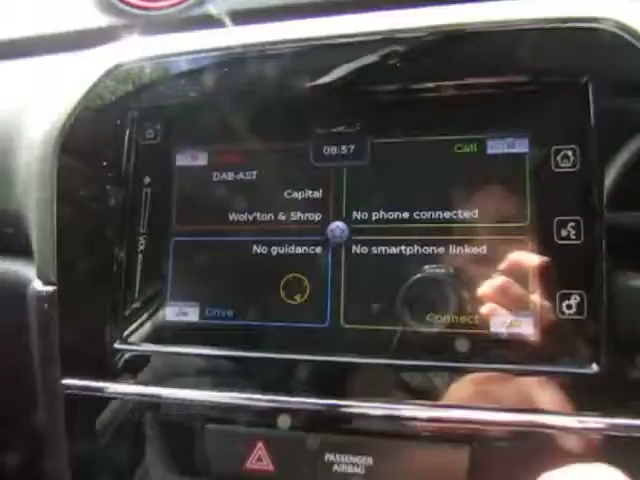 08:57
Call
DAB-AST
Capital
Wolv'ton & Shrop
No phone connected
No guidance
No smartphone linked
Drive
Connect
VOL
PASSENGER
AIRBAG